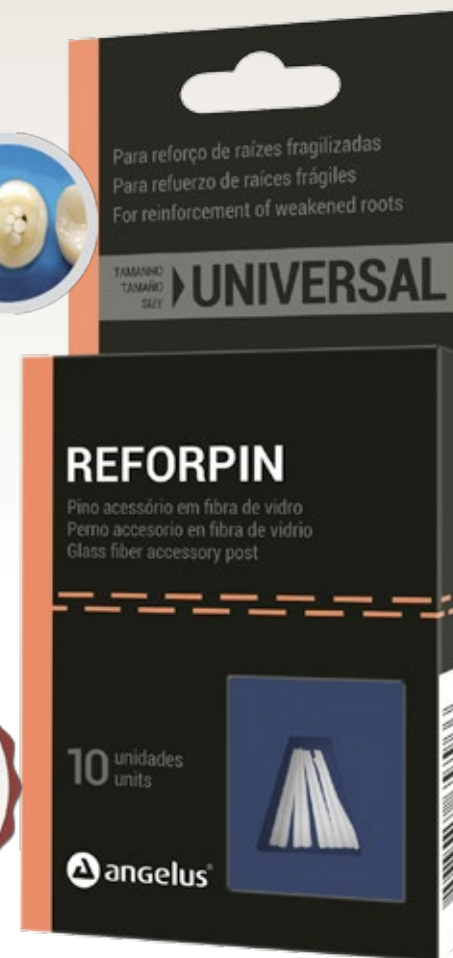 Para reforço de raízes fragilizadas
Para refuerzo de raíces frágiles
For reinforcement of weakened roots
TAMANHO
TAMAÑO
SIZE
UNIVERSAL
REFORPIN
Pino acessório em fibra de vidro
Perno accesorio en fibra de vidrio
Glass fiber accessory post
10 unidades
units
angelus®